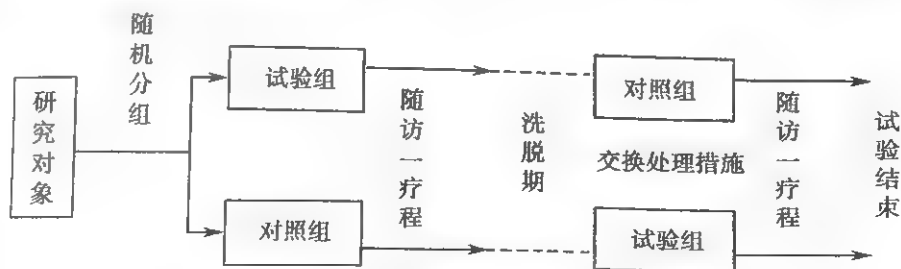 研究对象
随机分组
试验组
对照组
随访一疗程
洗脱期
对照组
交换处理措施
试验组
随访一疗程
试验结束